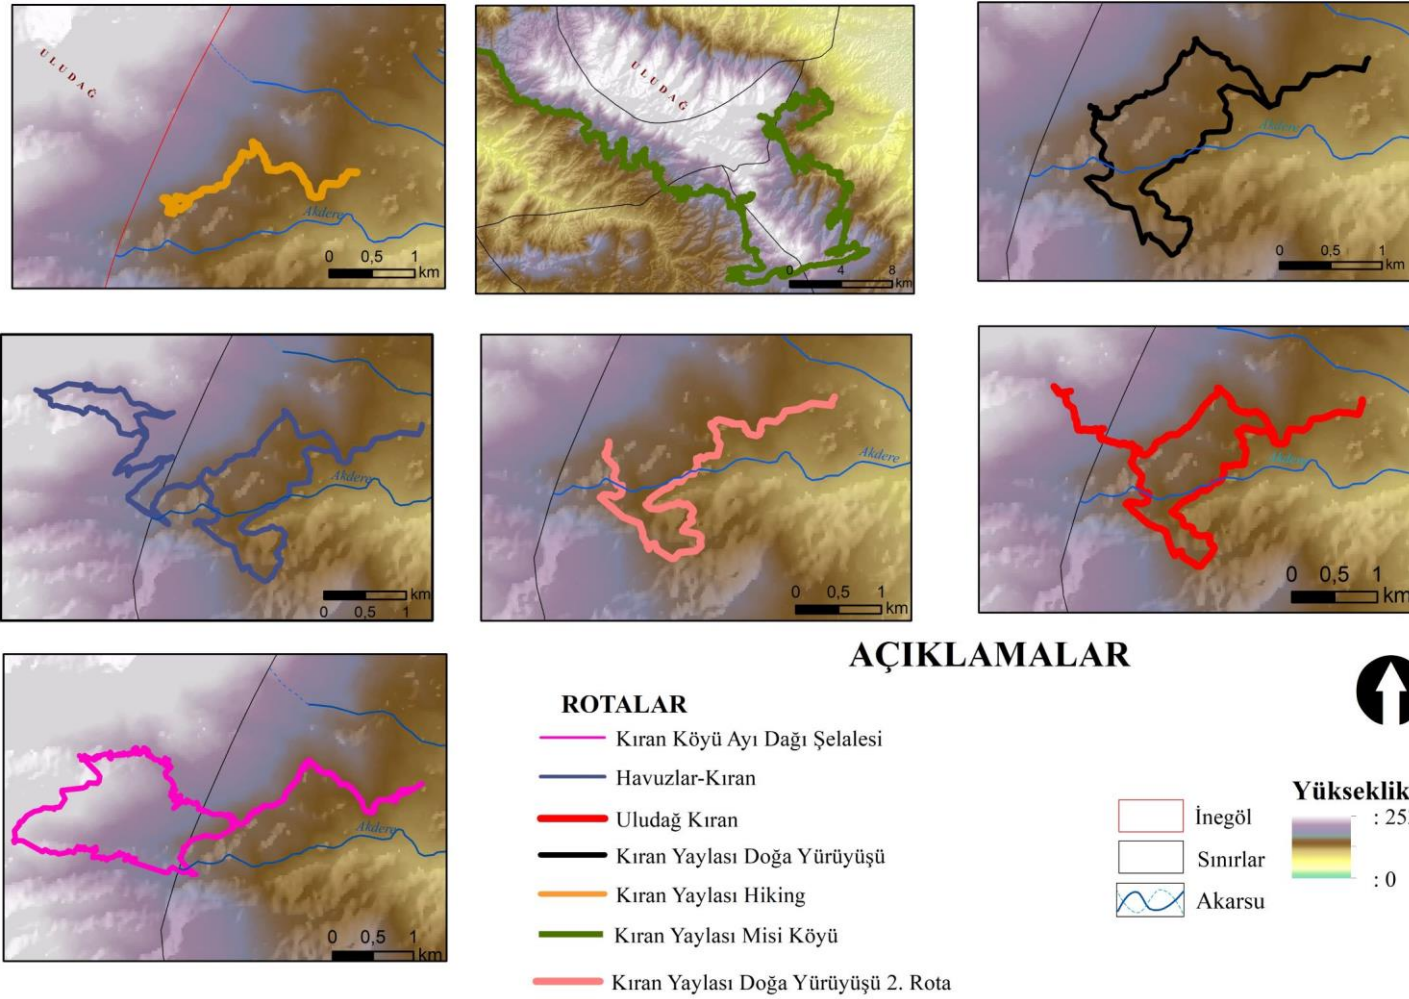 ULUDAĞ
Akdere
0 0,5 1
km
ULUDAĞ
0 4 8
km
Akdere
0 0,5 1
km
Akdere
km
0 0,5 1
Akdere
0 0,5 1
km
Akdere
0 0,5 1
km
Akdere
0 0,5 1
km
AÇIKLAMALAR
ROTALAR
Kıran Köyü Ayı Dağı Şelalesi
Havuzlar-Kıran
Uludağ Kıran
Kıran Yaylası Doğa Yürüyüşü
Kıran Yaylası Hiking
Kıran Yaylası Misi Köyü
Kıran Yaylası Doğa Yürüyüşü 2. Rota
İnegöl
Sınırlar
Akarsu
Yükseklik
: 0